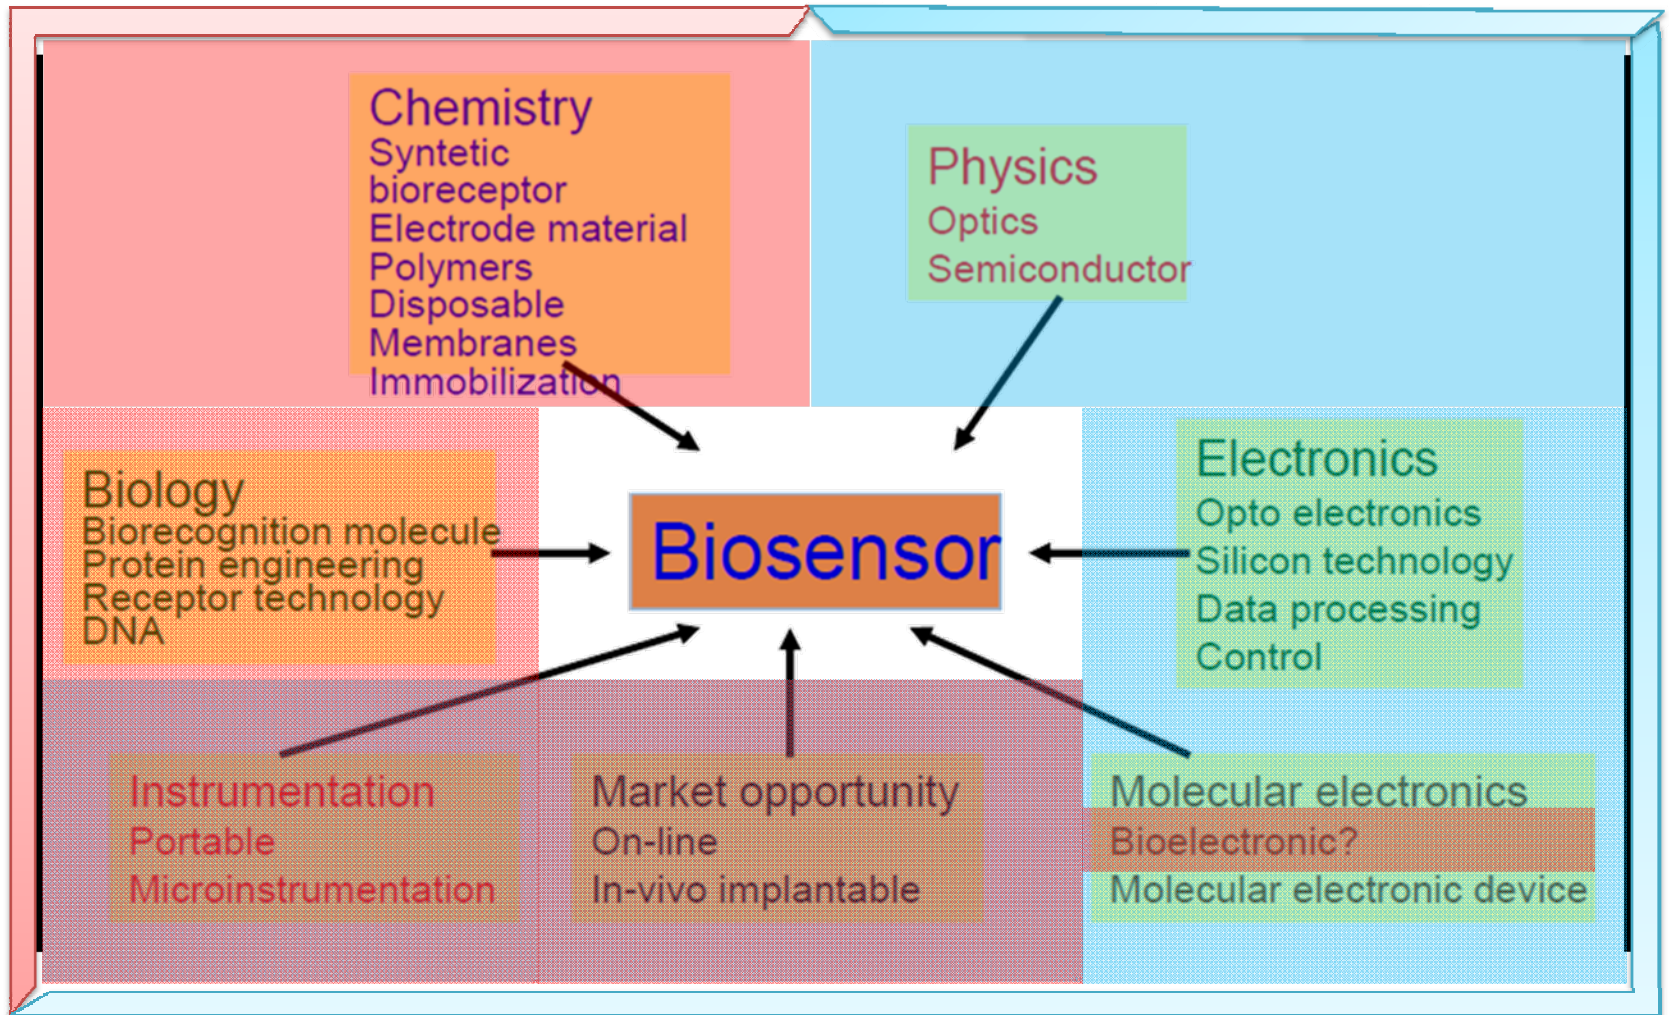 Chemistry
Syntetic
bioreceptor
Electrode material
Polymers
Disposable
Membranes
Immobilization
Physics
Optics
Semiconductor
Biology
Biorecognition molecule
Protein engineering
Receptor technology
DNA
Biosensor
Electronics
Opto electronics
Silicon technology
Data processing
Control
Instrumentation
Portable
Microinstrumentation
Market opportunity
On-line
In-vivo implantable
Molecular electronics
Bioelectronic?
Molecular electronic device